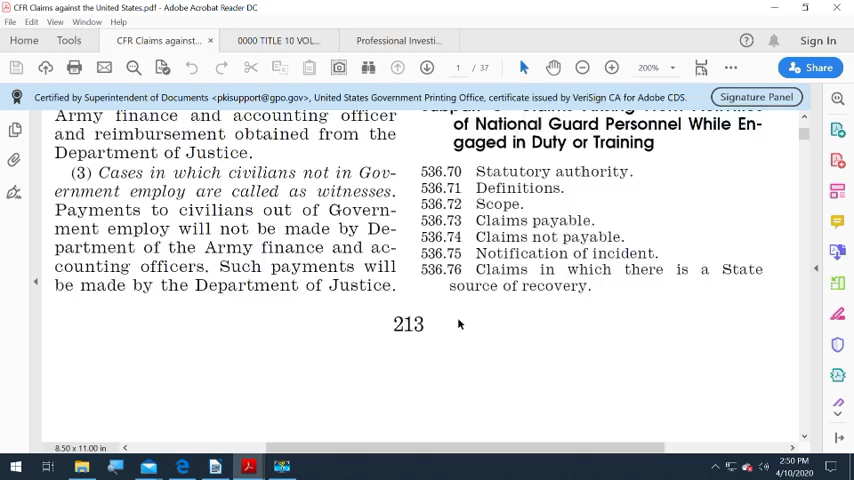 CFR Claims against the United States.pdf - Adobe Acrobat Reader DC
File Edit View Window Help
Home Tools CFR Claims against... × 0000 TITLE 10 VOL... Professional Investi... Sign In
1 / 37 200% Share
Certified by Superintendent of Documents <pkisupport@gpo.gov>, United States Government Printing Office, certificate issued by VeriSign CA for Adobe CDS. Signature Panel
Army finance and accounting officer
and reimbursement obtained from the
Department of Justice.
(3) Cases in which civilians not in Gov-
ernment employ are called as witnesses.
Payments to civilians out of Govern-
ment employ will not be made by De-
partment of the Army finance and ac-
counting officers. Such payments will
be made by the Department of Justice.
of National Guard Personnel While En-
gaged in Duty or Training
536.70 Statutory authority.
536.71 Definitions.
536.72 Scope.
536.73 Claims payable.
536.74 Claims not payable.
536.75 Notification of incident.
536.76 Claims in which there is a State
source of recovery.
213
8.50 x 11.00 in
2:50 PM
4/10/2020